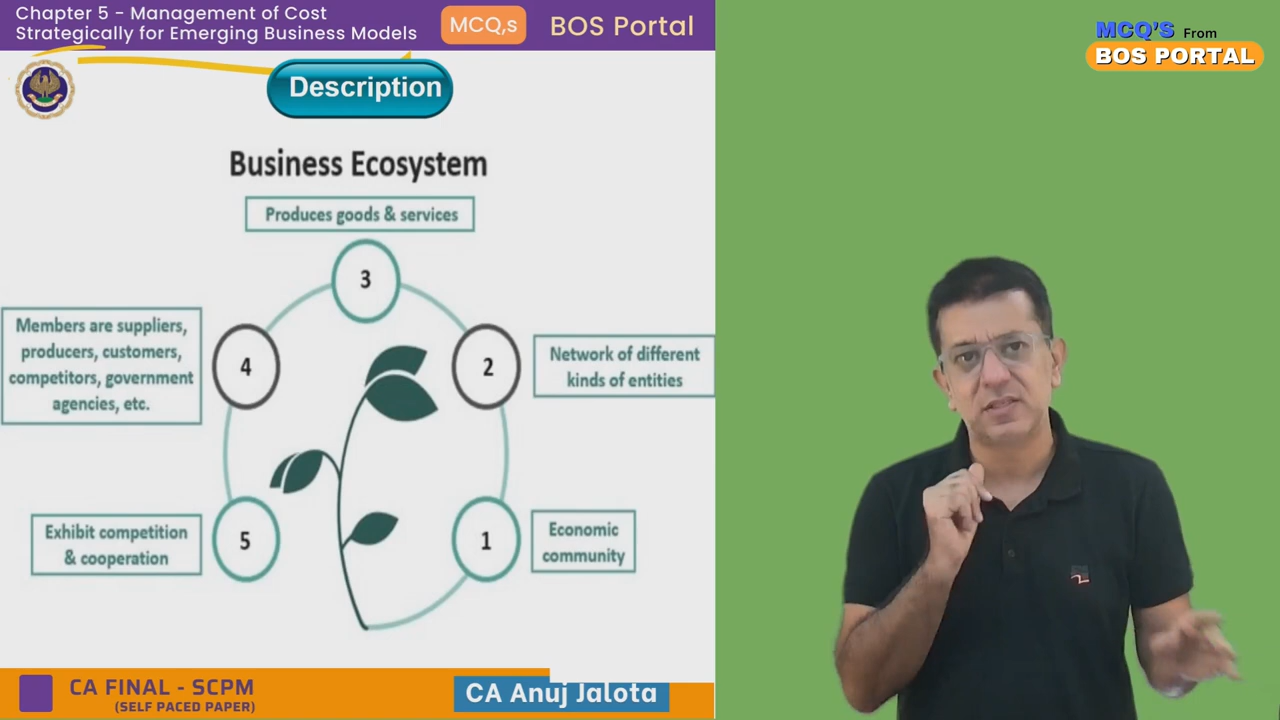 Chapter 5 - Management of Cost
Strategically for Emerging Business Models
MCQ,s
BOS Portal
MCQ'S From
BOS PORTAL
Description
Business Ecosystem
Produces goods & services
3
Members are suppliers,
producers, customers,
competitors, government
agencies, etc.
4
2
Network of different
kinds of entities
Exhibit competition
& cooperation
5
1
Economic
community
CA FINAL - SCPM
(SELF PACED PAPER)
CA Anuj Jalota